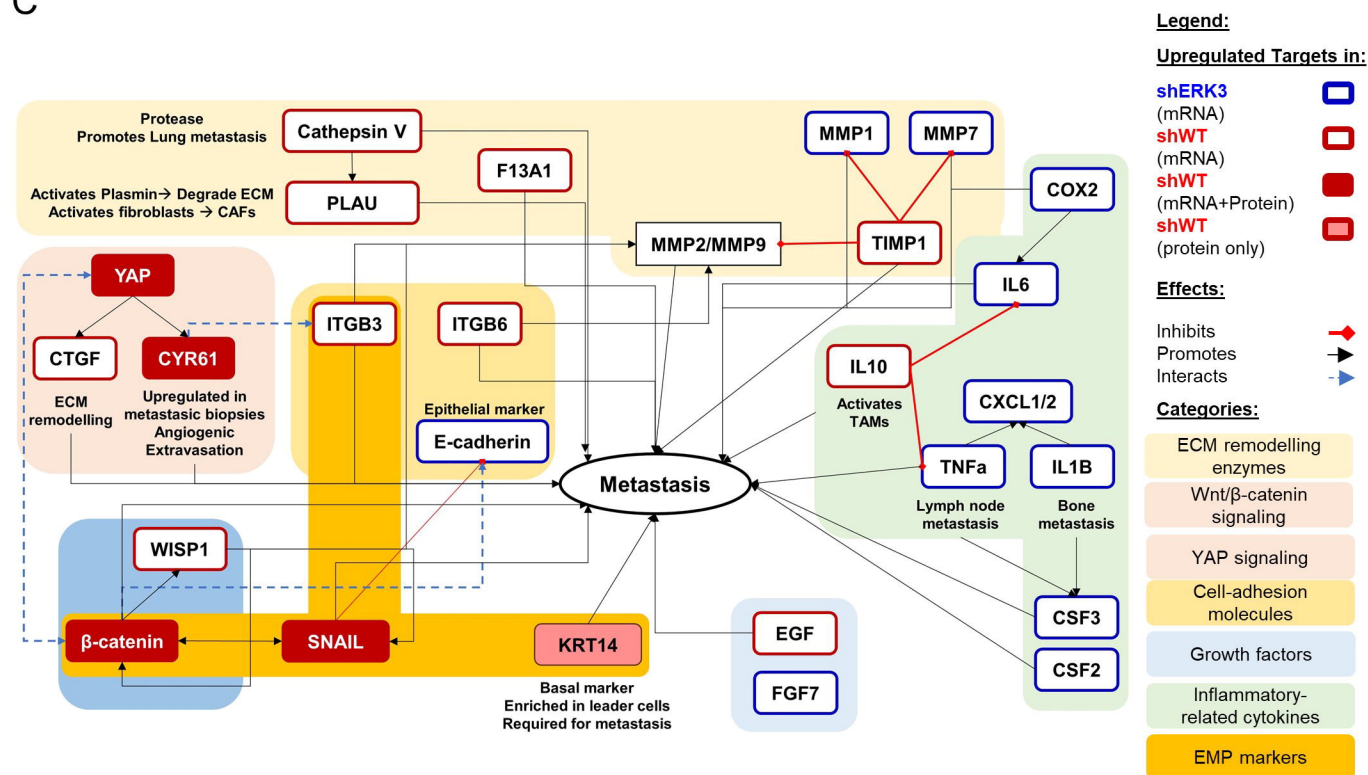 C
Protease
Promotes Lung metastasis
Cathepsin V
F13A1
Activates Plasmin→ Degrade ECM
Activates fibroblasts → CAFs
PLAU
MMP1
MMP7
MMP2/MMP9
TIMP1
COX2
IL6
YAP
CTGF
CYR61
ECM
remodelling
Upregulated in
metastasic biopsies
Angiogenic
Extravasation
ITGB3
ITGB6
Epithelial marker
E-cadherin
Metastasis
IL10
Activates
TAMs
CXCL1/2
TNFa
IL1B
Lymph node
metastasis
Bone
metastasis
CSF3
CSF2
WISP1
β-catenin
SNAIL
KRT14
Basal marker
Enriched in leader cells
Required for metastasis
EGF
FGF7
Legend:
Upregulated Targets in:
shERK3
(mRNA)
shWT
(mRNA)
shWT
(mRNA+Protein)
shWT
(protein only)
Effects:
Inhibits
Promotes
Interacts
Categories:
ECM remodelling
enzymes
Wnt/β-catenin
signaling
YAP signaling
Cell-adhesion
molecules
Growth factors
Inflammatory-
related cytokines
EMP markers